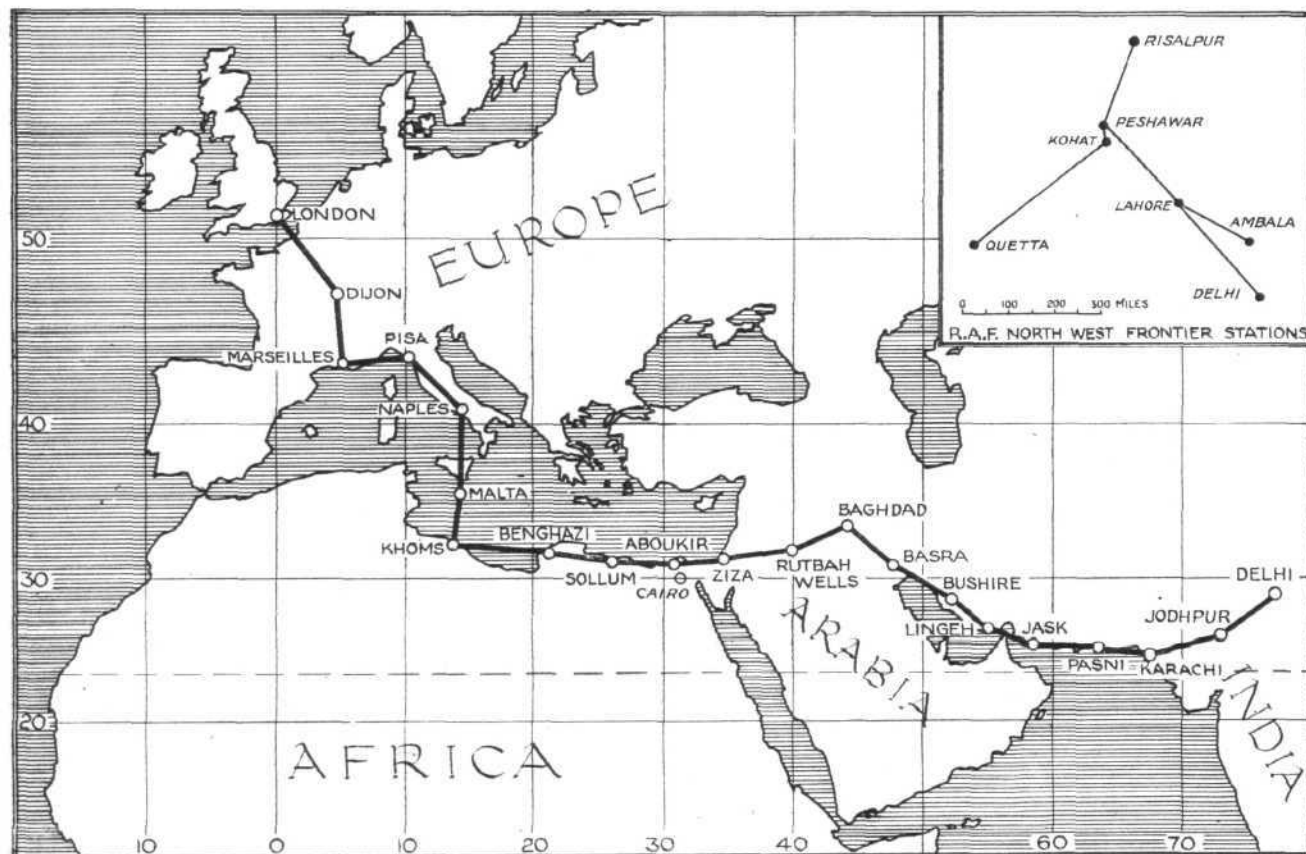 RISALPUR
PESHAWAR
KOHAT
LAHORE
AMBALA
QUETTA
DELHI
0 100 300 MILES
R.A.F. NORTH WEST FRONTIER STATIONS
LONDON
50
EUROPE
DIJON
PISA
MARSEILLES
NAPLES
40
MALTA
BAGHDAD
BENGHAZI
ABOUKIR
KHOMS
BASRA
RUTBAH
WELLS
30
SOLLUM
CAIRO
ZIZA
BUSHIRE
DELHI
ARABIA
LINGEH
JASK
JODHPUR
PASNI
KARACHI
INDIA
20
AFRICA
10 0 10 20 30 40 60 70